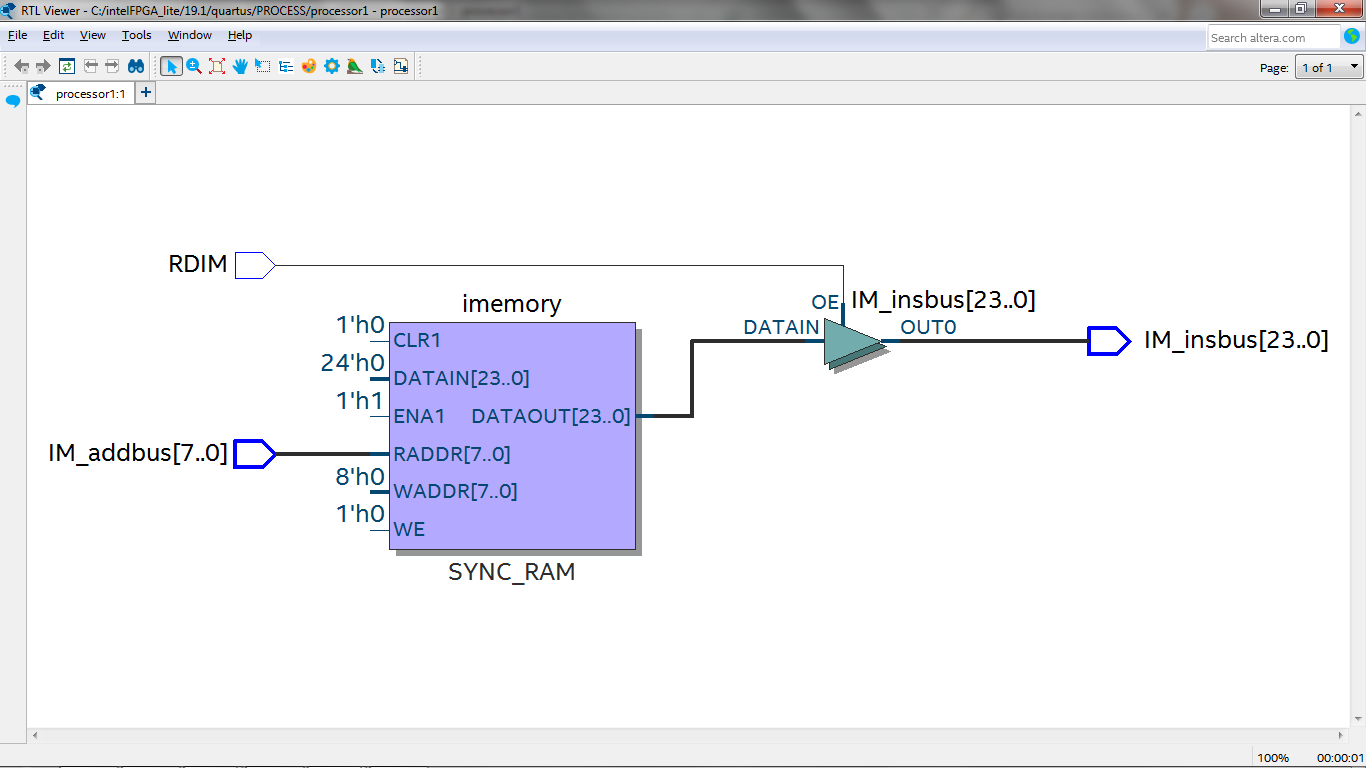 RTL Viewer - C:/intelFPGA_lite/19.1/quartus/PROCESS/processor1 - processor1
File Edit View Tools Window Help
Search altera.com
Page: 1 of 1
processor1:1 +
RDIM
imemory
OE IM_insbus[23..0]
1'h0
DATAIN OUT0
CLR1
IM_insbus[23..0]
24'h0
DATAIN[23..0]
1'h1
ENA1 DATAOUT[23..0]
IM_addbus[7..0]
RADDR[7..0]
8'h0
WADDR[7..0]
1'h0
WE
SYNC_RAM
100% 00:00:01